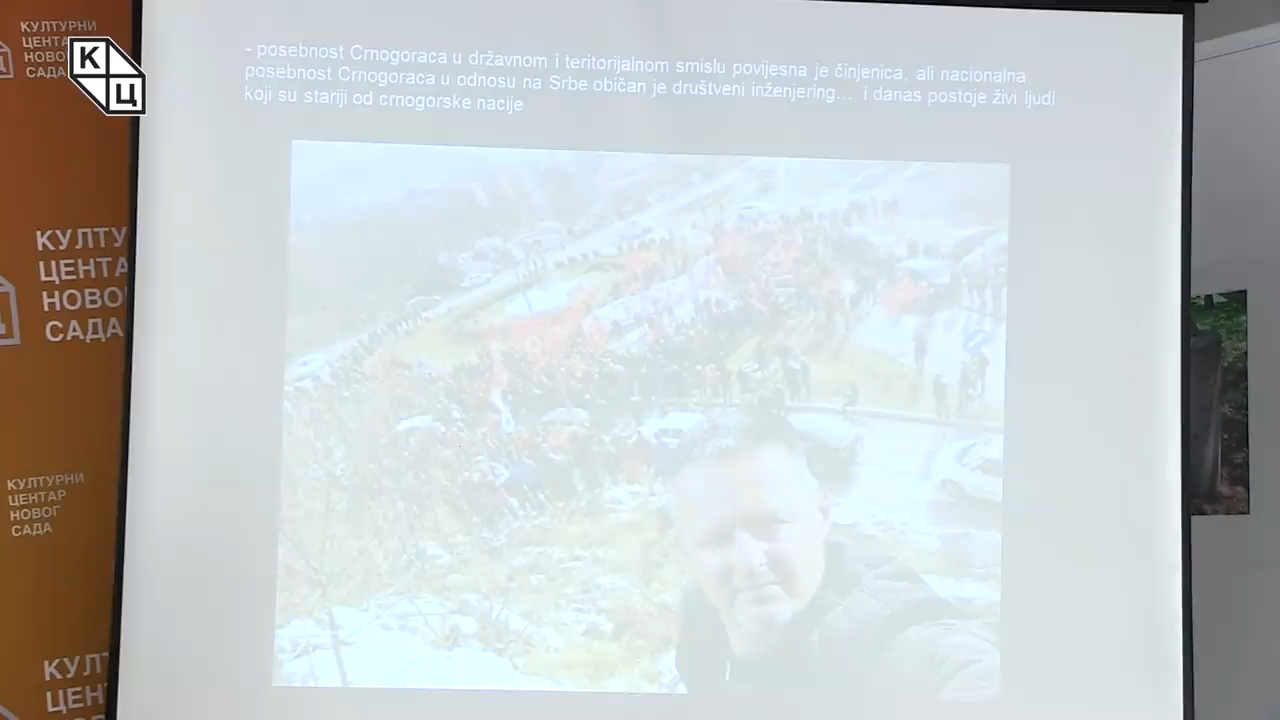 КУЛТУРНИ
ЦЕНТАР
НОВОГ
САДА
К
Ц
- posebnost Crnogoraca u državnom i teritorijalnom smislu povijesna je činjenica, ali nacionalna
posebnost Crnogoraca u odnosu na Srbe običan je društveni inženjering... i danas postoje živi ljudi
koji su stariji od crnogorske nacije
КУЛТУ
ЦЕНТА
НОВО
САДА
КУЛТУРНИ
ЦЕНТАР
НОВОГ
САДА
КУЛТ
ЦЕН